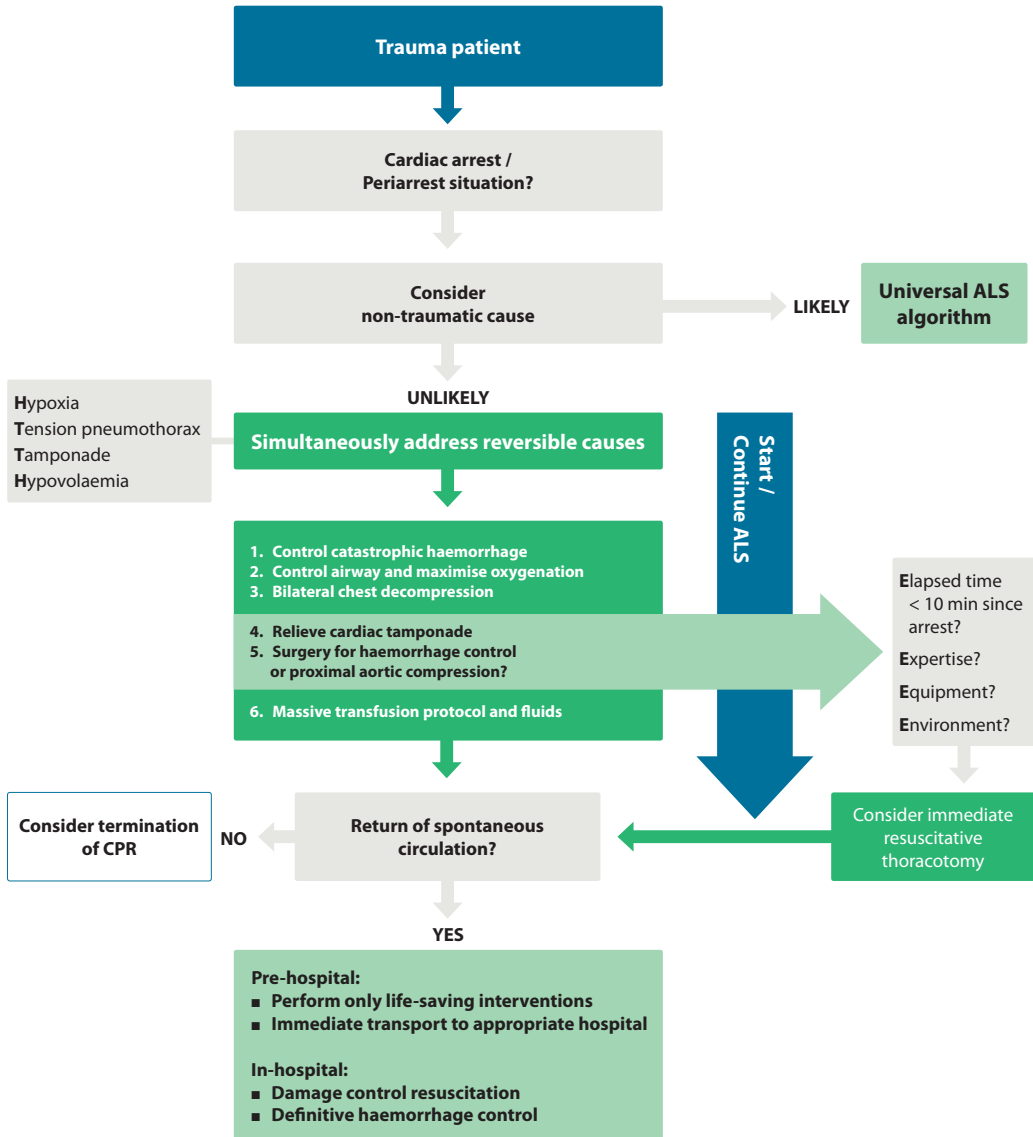 Trauma patient
Cardiac arrest /
Periarrest situation?
Consider
non-traumatic cause
LIKELY
Universal ALS
algorithm
UNLIKELY
Hypoxia
Tension pneumothorax
Tamponade
Hypovolaemia
Simultaneously address reversible causes
Start /
Continue ALS
1. Control catastrophic haemorrhage
2. Control airway and maximise oxygenation
3. Bilateral chest decompression
4. Relieve cardiac tamponade
5. Surgery for haemorrhage control
or proximal aortic compression?
6. Massive transfusion protocol and fluids
Elapsed time
< 10 min since
arrest?
Expertise?
Equipment?
Environment?
Consider immediate
resuscitative
thoracotomy
Return of spontaneous
circulation?
NO
Consider termination
of CPR
YES
Pre-hospital:
■ Perform only life-saving interventions
■ Immediate transport to appropriate hospital
In-hospital:
■ Damage control resuscitation
■ Definitive haemorrhage control